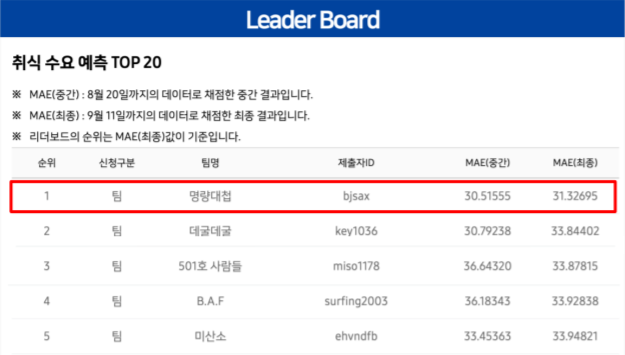 Leader Board
취식 수요 예측 TOP 20
※ MAE(중간) : 8월 20일까지의 데이터로 채점한 중간 결과입니다.
※ MAE(최종) : 9월 11일까지의 데이터로 채점한 최종 결과입니다.
※ 리더보드의 순위는 MAE(최종)값이 기준입니다.
순위 신청구분 팀명 제출자ID MAE(중간) MAE(최종)
1 팀 명량대첩 bjsax 30.51555 31.32695
2 팀 데굴데굴 key1036 30.79238 33.84402
3 팀 501호 사람들 miso1178 36.64320 33.87815
4 팀 B.A.F surfing2003 36.18343 33.92838
5 팀 미산소 ehvndfb 33.45363 33.94821